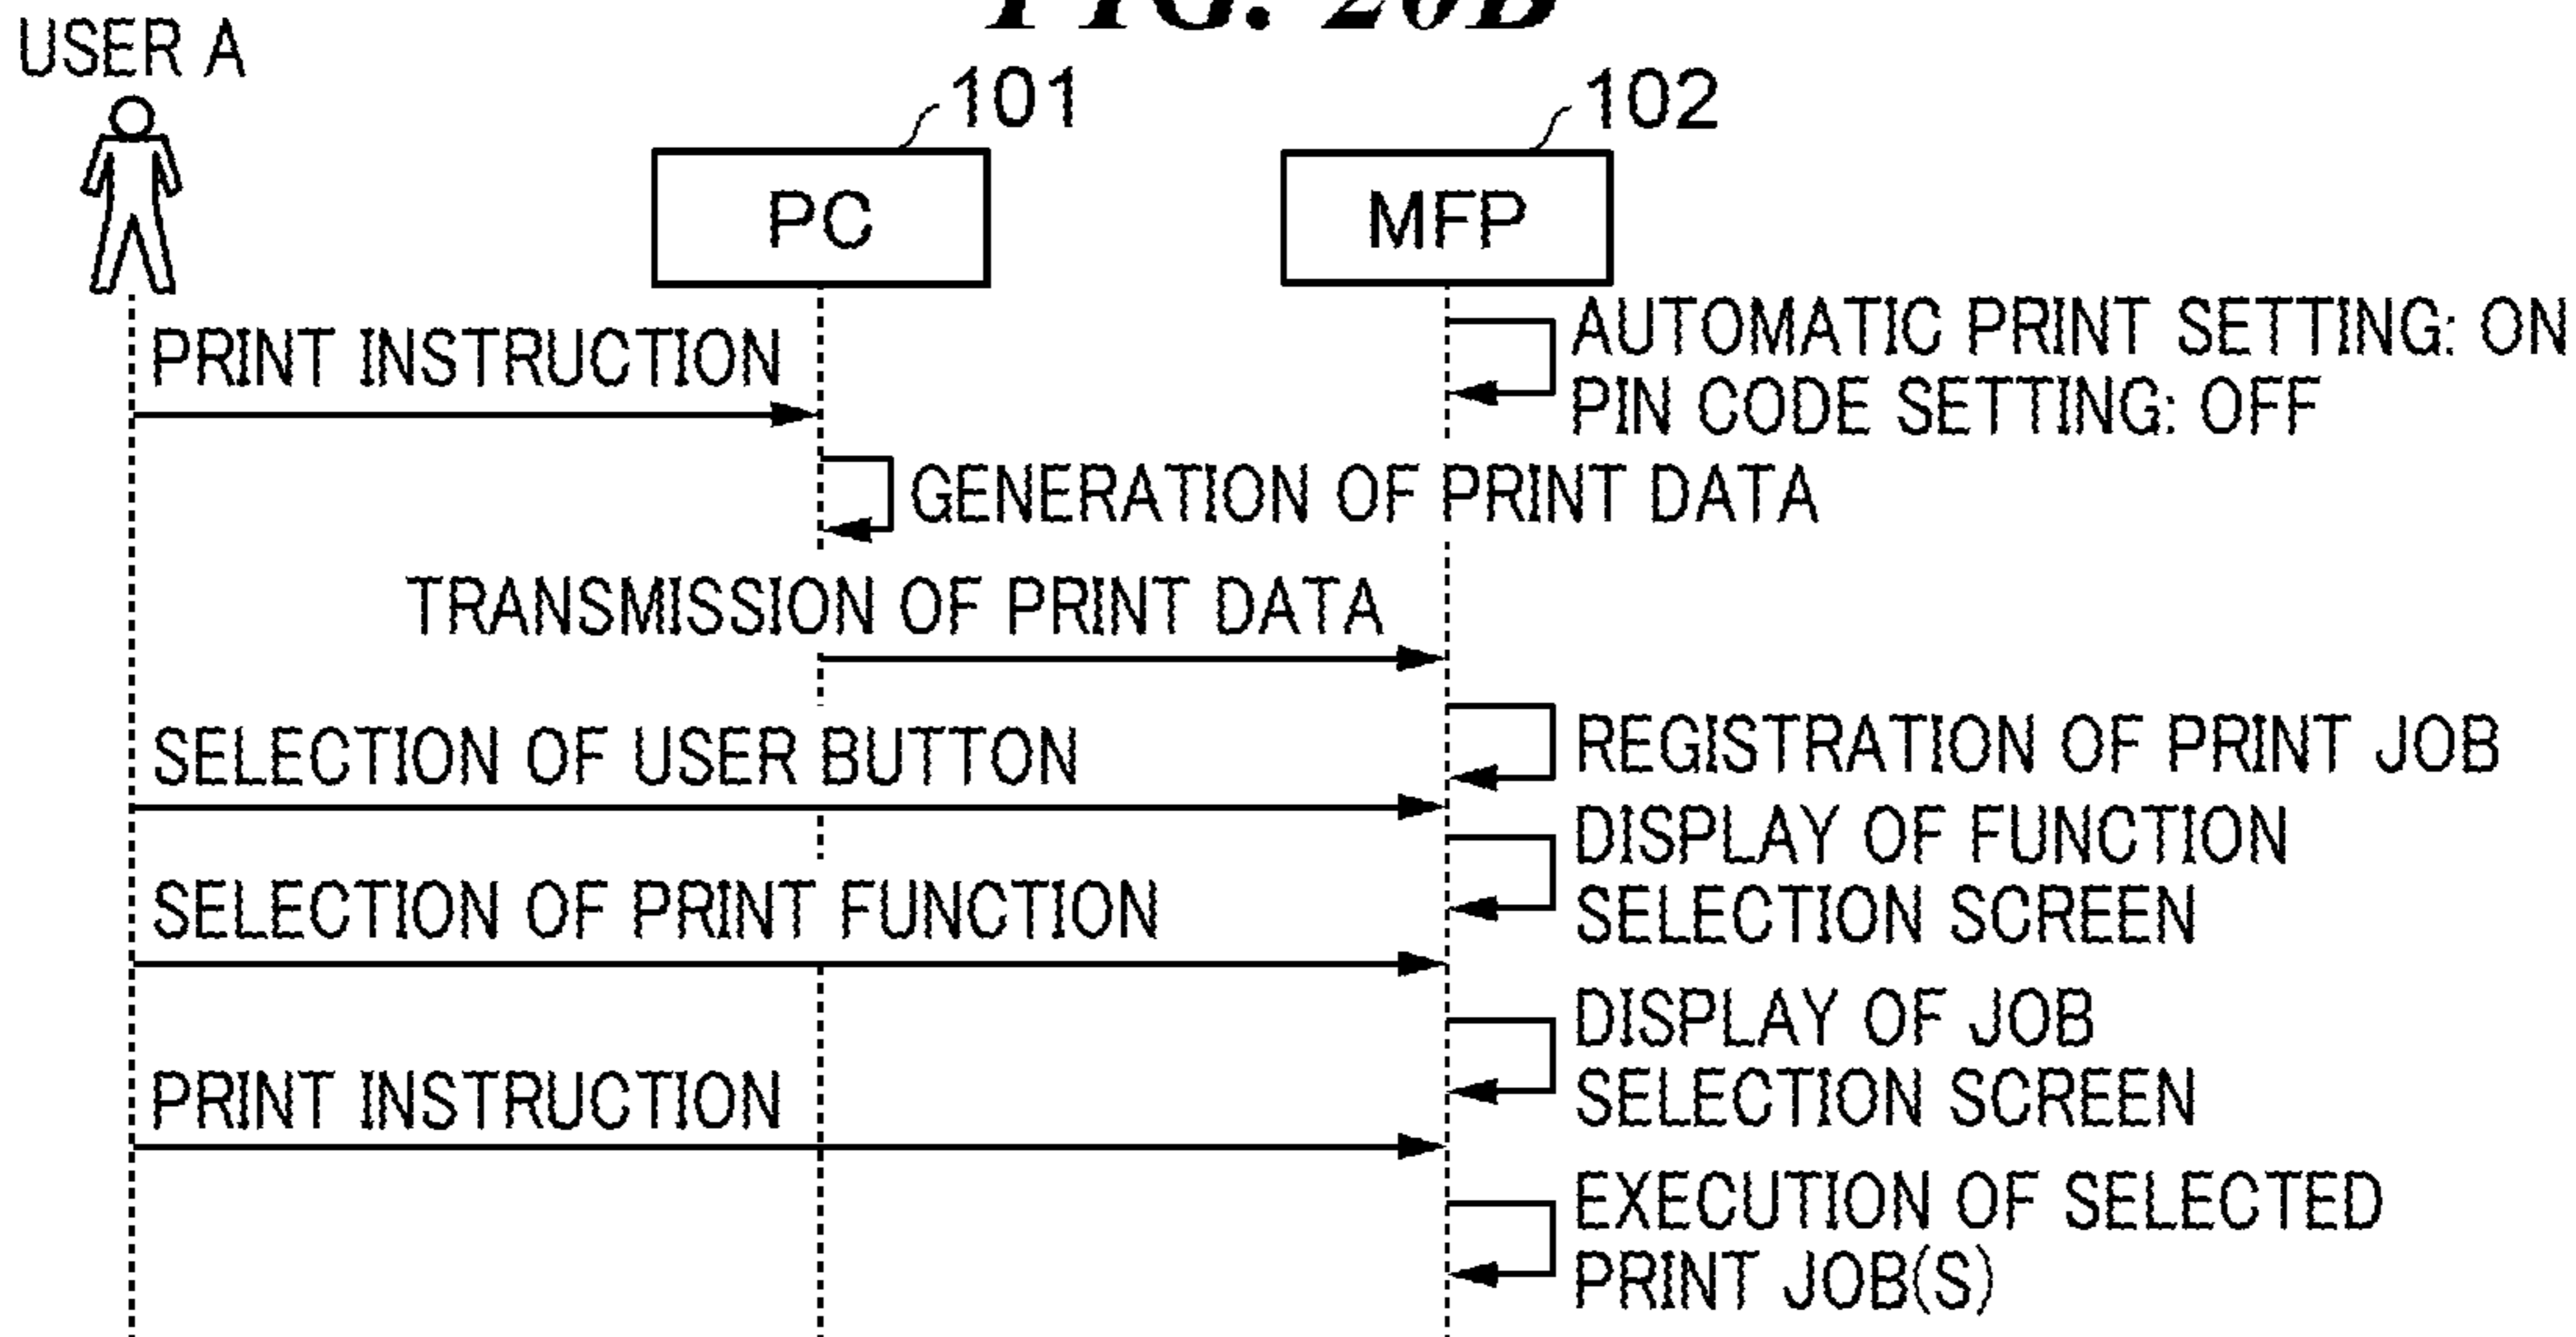 FIG. 20B
USER A
101
102
PC
MFP
AUTOMATIC PRINT SETTING: ON
PIN CODE SETTING: OFF
PRINT INSTRUCTION
GENERATION OF PRINT DATA
TRANSMISSION OF PRINT DATA
REGISTRATION OF PRINT JOB
SELECTION OF USER BUTTON
DISPLAY OF FUNCTION
SELECTION SCREEN
SELECTION OF PRINT FUNCTION
DISPLAY OF JOB
SELECTION SCREEN
PRINT INSTRUCTION
EXECUTION OF SELECTED
PRINT JOB(S)